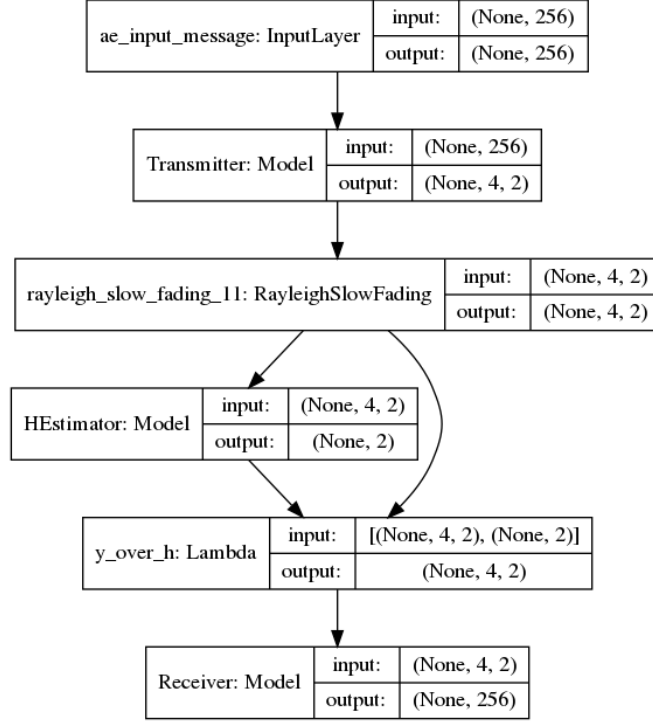 ae_input_message: InputLayer
input: (None, 256)
output: (None, 256)
Transmitter: Model
input: (None, 256)
output: (None, 4, 2)
rayleigh_slow_fading_11: RayleighSlowFading
input: (None, 4, 2)
output: (None, 4, 2)
HEstimator: Model
input: (None, 4, 2)
output: (None, 2)
y_over_h: Lambda
input: [(None, 4, 2), (None, 2)]
output: (None, 4, 2)
Receiver: Model
input: (None, 4, 2)
output: (None, 256)